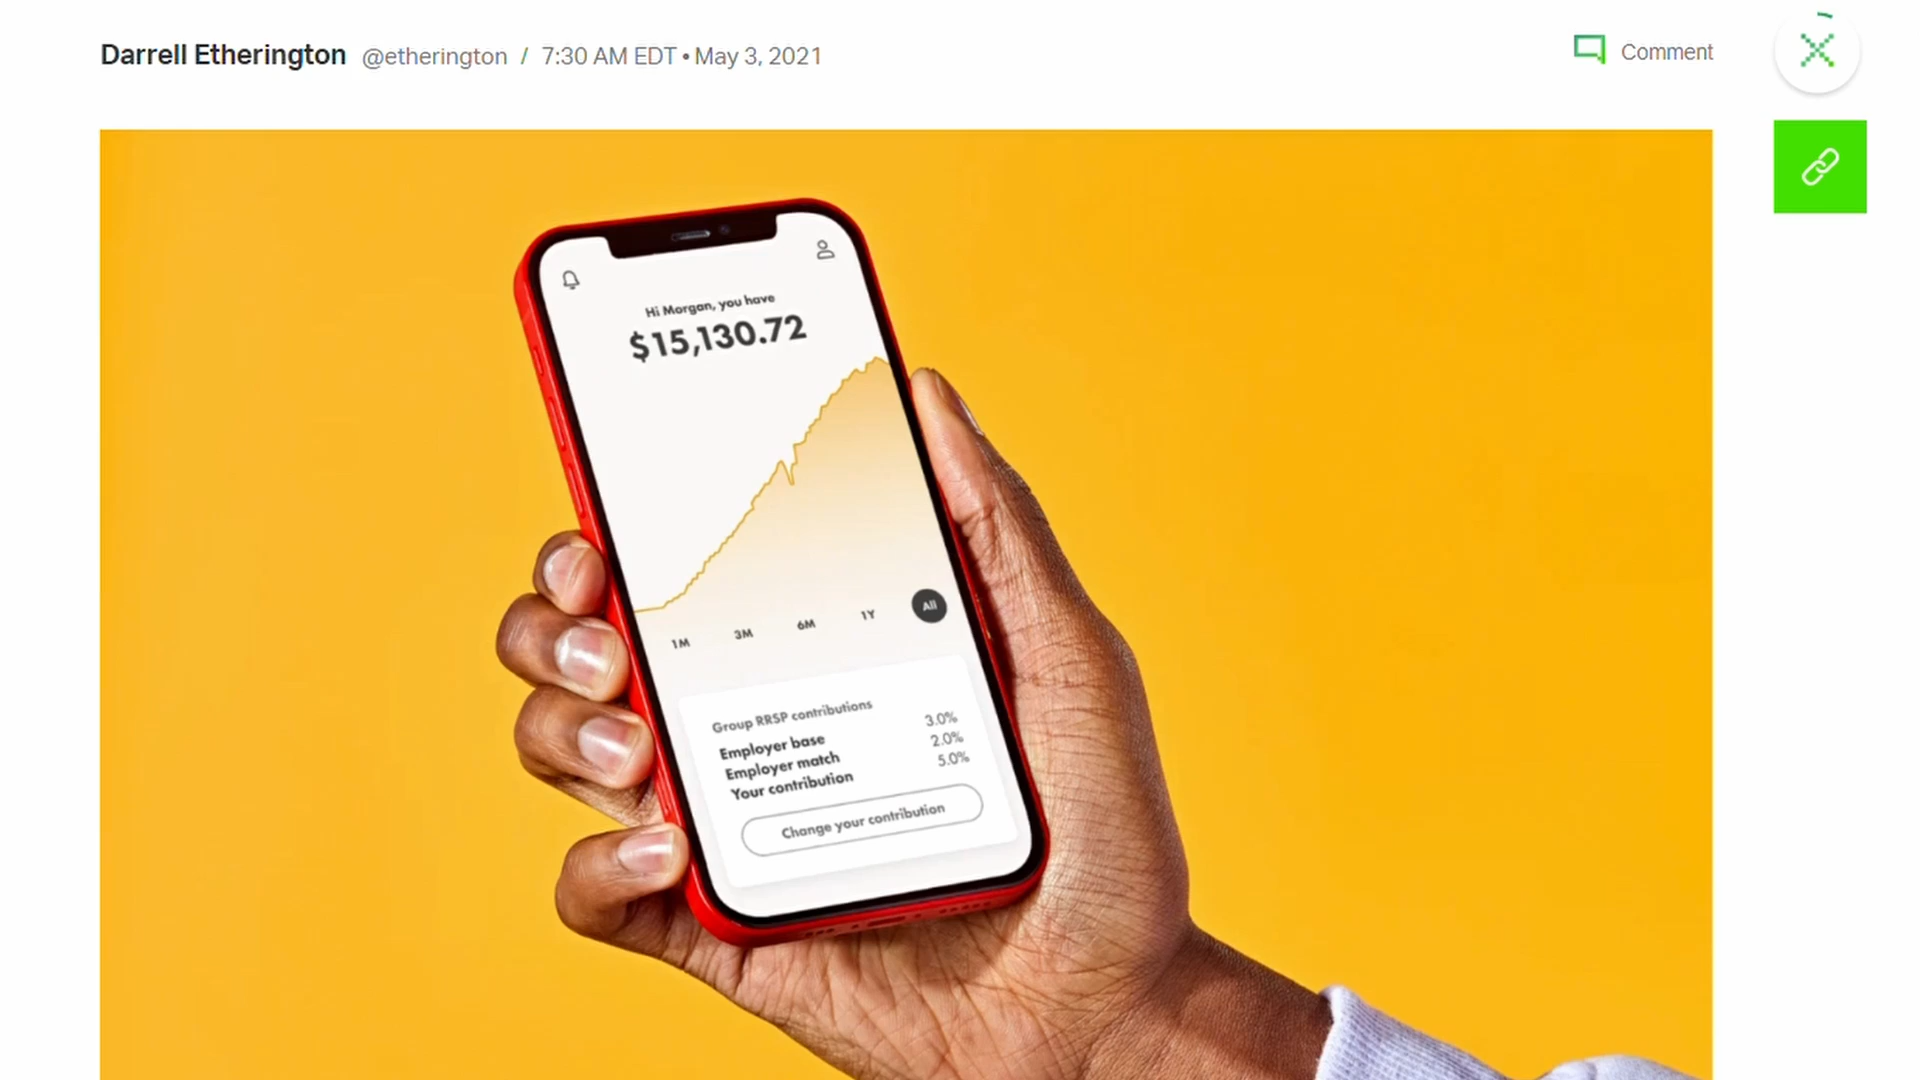 Darrell Etherington @etherington / 7:30 AM EDT • May 3, 2021
Comment
Hi Morgan, you have
$15,130.72
1M 3M 6M 1Y All
Group RRSP contributions
Employer base 3.0%
Employer match 2.0%
Your contribution 5.0%
Change your contribution